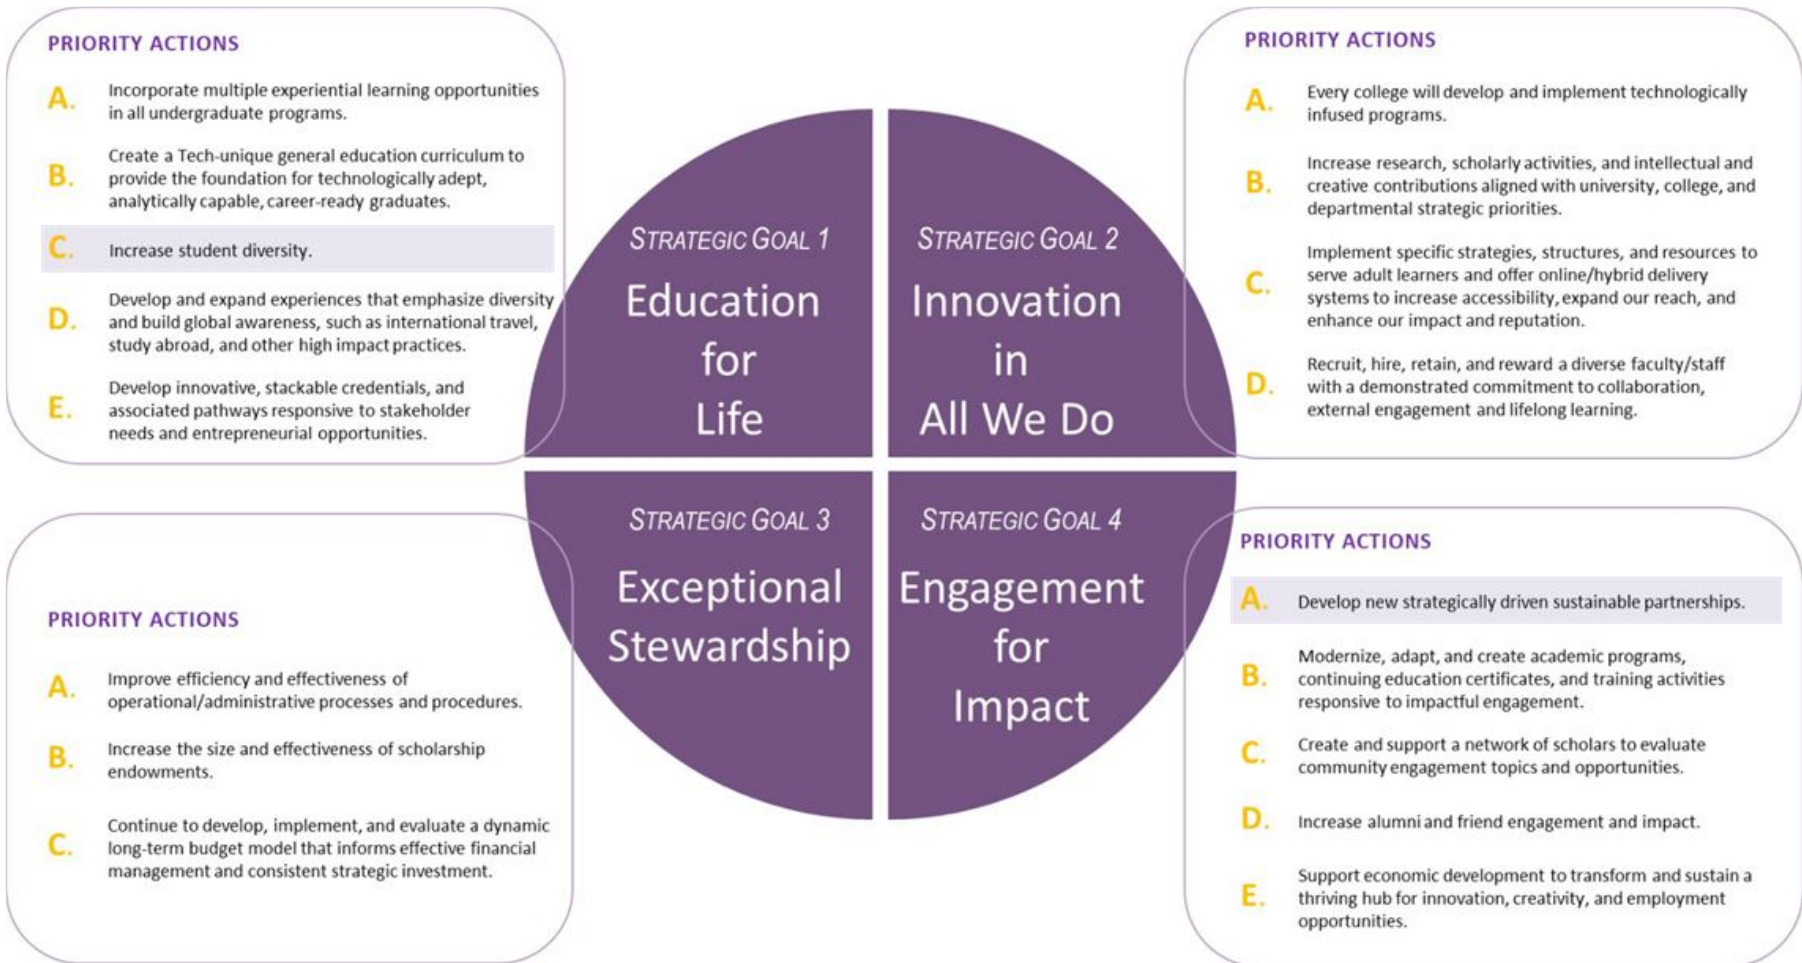 PRIORITY ACTIONS
A.
Incorporate multiple experiential learning opportunities
in all undergraduate programs.
B.
Create a Tech-unique general education curriculum to
provide the foundation for technologically adept,
analytically capable, career-ready graduates.
C.
Increase student diversity.
D.
Develop and expand experiences that emphasize diversity
and build global awareness, such as international travel,
study abroad, and other high impact practices.
E.
Develop innovative, stackable credentials, and
associated pathways responsive to stakeholder
needs and entrepreneurial opportunities.
STRATEGIC GOAL 1
Education
for
Life
STRATEGIC GOAL 2
Innovation
in
All We Do
PRIORITY ACTIONS
A.
Every college will develop and implement technologically
infused programs.
B.
Increase research, scholarly activities, and intellectual and
creative contributions aligned with university, college, and
departmental strategic priorities.
C.
Implement specific strategies, structures, and resources to
serve adult learners and offer online/hybrid delivery
systems to increase accessibility, expand our reach, and
enhance our impact and reputation.
D.
Recruit, hire, retain, and reward a diverse faculty/staff
with a demonstrated commitment to collaboration,
external engagement and lifelong learning.
PRIORITY ACTIONS
A.
Improve efficiency and effectiveness of
operational/administrative processes and procedures.
B.
Increase the size and effectiveness of scholarship
endowments.
C.
Continue to develop, implement, and evaluate a dynamic
long-term budget model that informs effective financial
management and consistent strategic investment.
STRATEGIC GOAL 3
Exceptional
Stewardship
STRATEGIC GOAL 4
Engagement
for
Impact
PRIORITY ACTIONS
A.
Develop new strategically driven sustainable partnerships.
B.
Modernize, adapt, and create academic programs,
continuing education certificates, and training activities
responsive to impactful engagement.
C.
Create and support a network of scholars to evaluate
community engagement topics and opportunities.
D.
Increase alumni and friend engagement and impact.
E.
Support economic development to transform and sustain a
thriving hub for innovation, creativity, and employment
opportunities.